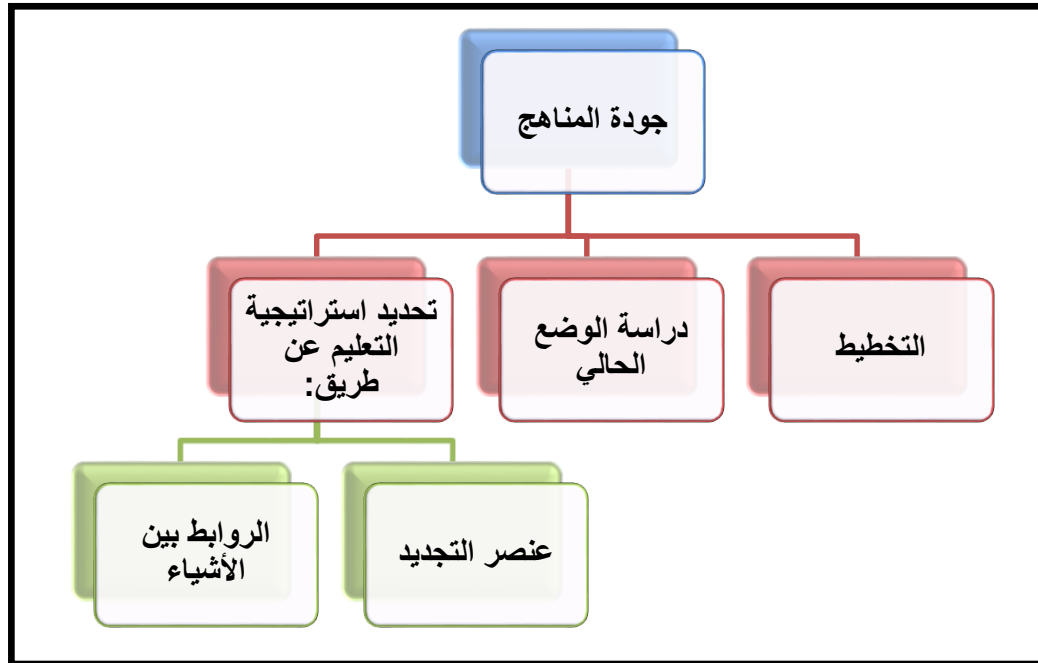 جودة المناهج
التخطيط
دراسة الوضع
الحالي
تحديد استراتيجية
التعليم عن
طريق:
عنصر التجديد
الروابط بين
الأشياء